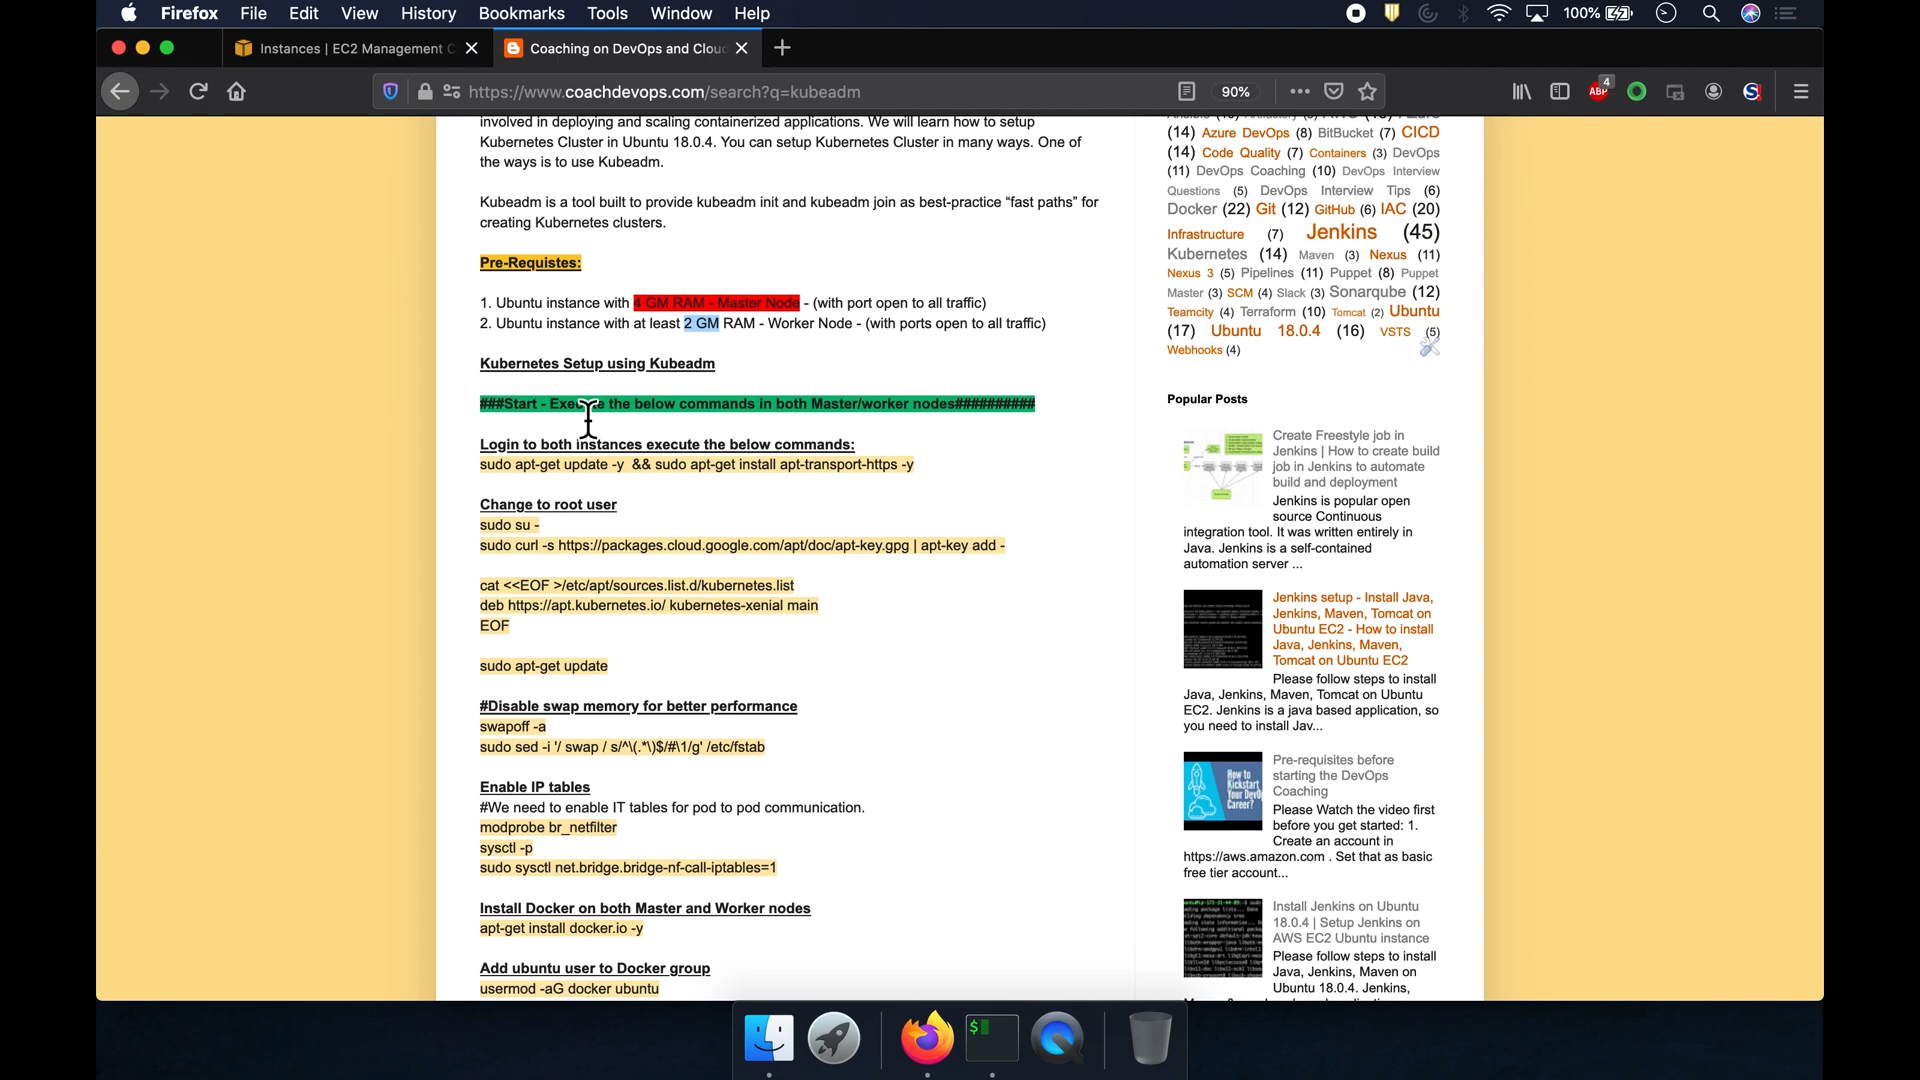 Firefox File Edit View History Bookmarks Tools Window Help 100%
Instances | EC2 Management C
Coaching on DevOps and Clou
https://www.coachdevops.com/search?q=kubeadm 90% 4 ABP
involved in deploying and scaling containerized applications. We will learn how to setup
Kubernetes Cluster in Ubuntu 18.0.4. You can setup Kubernetes Cluster in many ways. One of
the ways is to use Kubeadm.
Kubeadm is a tool built to provide kubeadm init and kubeadm join as best-practice “fast paths” for
creating Kubernetes clusters.
Pre-Requistes:
1. Ubuntu instance with 4 GM RAM - Master Node - (with port open to all traffic)
2. Ubuntu instance with at least 2 GM RAM - Worker Node - (with ports open to all traffic)
Kubernetes Setup using Kubeadm
###Start - Execute the below commands in both Master/worker nodes##########
Login to both instances execute the below commands:
sudo apt-get update -y && sudo apt-get install apt-transport-https -y
Change to root user
sudo su -
sudo curl -s https://packages.cloud.google.com/apt/doc/apt-key.gpg | apt-key add -
cat <<EOF >/etc/apt/sources.list.d/kubernetes.list
deb https://apt.kubernetes.io/ kubernetes-xenial main
EOF
sudo apt-get update
#Disable swap memory for better performance
swapoff -a
sudo sed -i '/ swap / s/^\(.*\)$/#\1/g' /etc/fstab
Enable IP tables
#We need to enable IT tables for pod to pod communication.
modprobe br_netfilter
sysctl -p
sudo sysctl net.bridge.bridge-nf-call-iptables=1
Install Docker on both Master and Worker nodes
apt-get install docker.io -y
Add ubuntu user to Docker group
usermod -aG docker ubuntu
(14) Azure DevOps (8) BitBucket (7) CICD
(14) Code Quality (7) Containers (3) DevOps
(11) DevOps Coaching (10) DevOps Interview
Questions (5) DevOps Interview Tips (6)
Docker (22) Git (12) GitHub (6) IAC (20)
Infrastructure (7) Jenkins (45)
Kubernetes (14) Maven (3) Nexus (11)
Nexus 3 (5) Pipelines (11) Puppet (8) Puppet
Master (3) SCM (4) Slack (3) Sonarqube (12)
Teamcity (4) Terraform (10) Tomcat (2) Ubuntu
(17) Ubuntu 18.0.4 (16) VSTS (5)
Webhooks (4)
Popular Posts
Create Freestyle job in
Jenkins | How to create build
job in Jenkins to automate
build and deployment
Jenkins is popular open
source Continuous
integration tool. It was written entirely in
Java. Jenkins is a self-contained
automation server ...
Jenkins setup - Install Java,
Jenkins, Maven, Tomcat on
Ubuntu EC2 - How to install
Java, Jenkins, Maven,
Tomcat on Ubuntu EC2
Please follow steps to install
Java, Jenkins, Maven, Tomcat on Ubuntu
EC2. Jenkins is a java based application, so
you need to install Jav...
Pre-requisites before
starting the DevOps
Coaching
Please Watch the video first
before you get started: 1.
Create an account in
https://aws.amazon.com . Set that as basic
free tier account...
Install Jenkins on Ubuntu
18.0.4 | Setup Jenkins on
AWS EC2 Ubuntu instance
Please follow steps to install
Java, Jenkins, Maven on
Ubuntu 18.0.4. Jenkins,